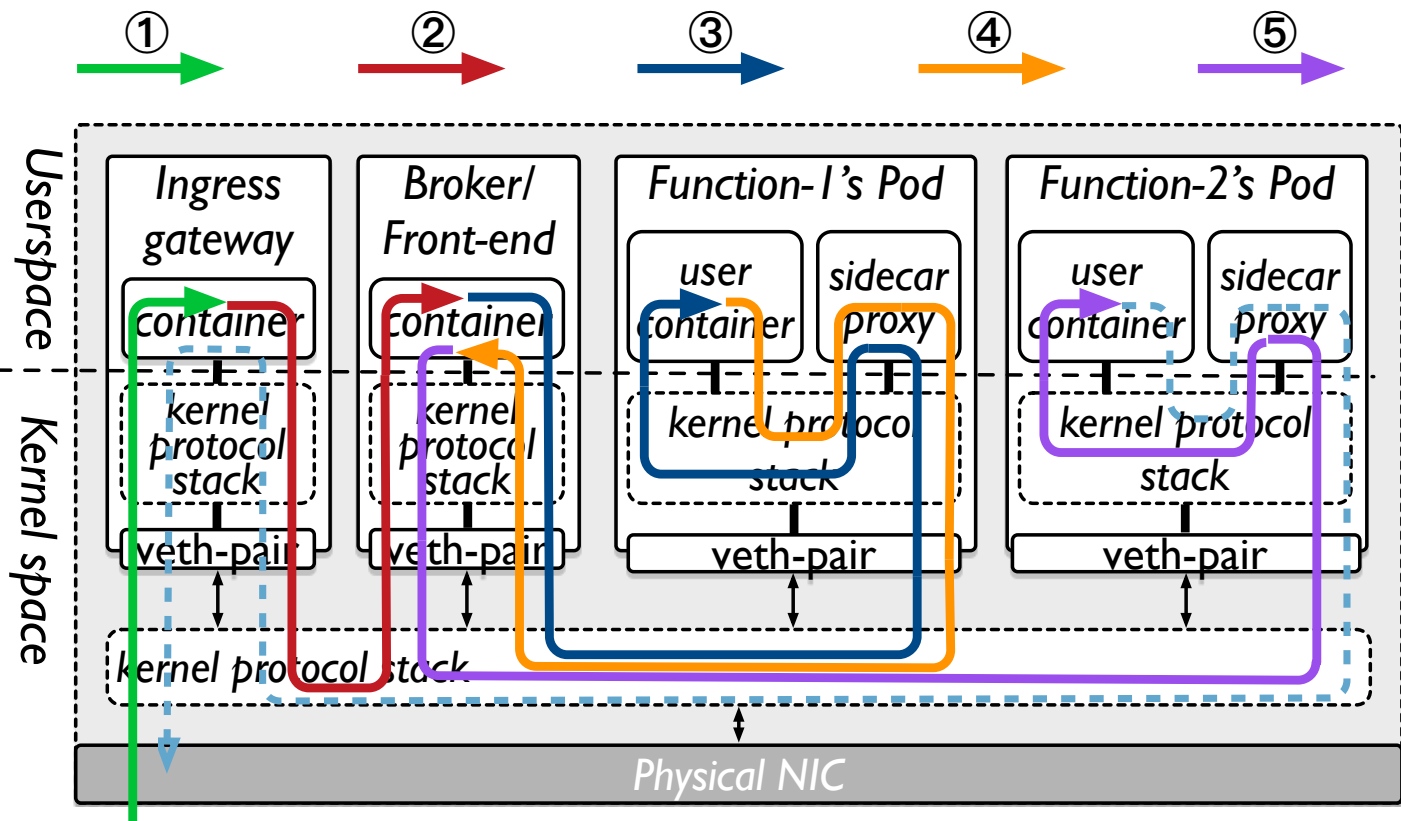 ① ② ③ ④ ⑤
Userspace
Kernel space
Ingress
gateway
container
kernel
protocol
stack
veth-pair
Broker/
Front-end
container
kernel
protocol
stack
veth-pair
Function-1's Pod
user
container
sidecar
proxy
kernel protocol
stack
veth-pair
Function-2's Pod
user
container
sidecar
proxy
kernel protocol
stack
veth-pair
kernel protocol stack
Physical NIC